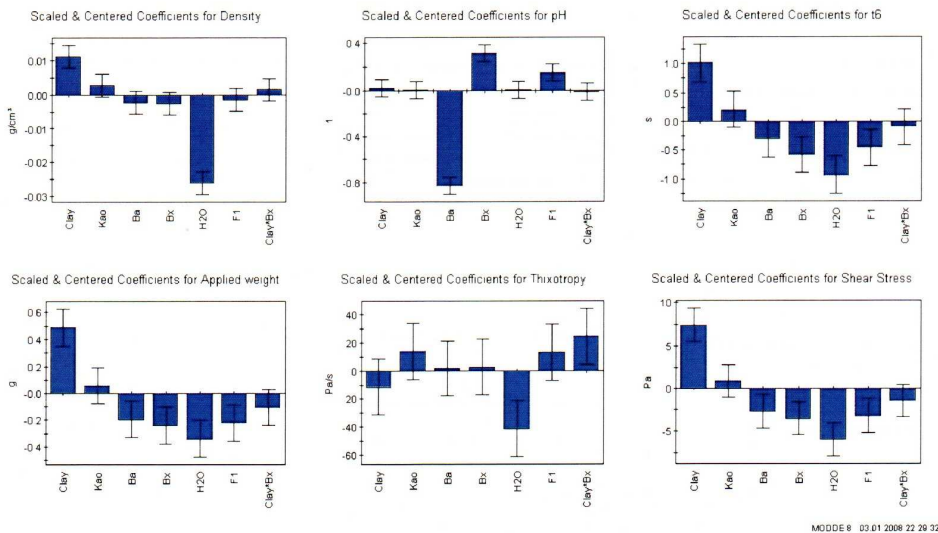 Scaled & Centered Coefficients for Density
Scaled & Centered Coefficients for pH
Scaled & Centered Coefficients for t6
0.01
0.00
-0.01
-0.02
-0.03
g/cm³
Clay
Kao
Ba
Bx
H2O
F1
Clay*Bx
0.4
-0.0
-0.4
-0.8
1
Clay
Kao
Ba
Bx
H2O
F1
Clay*Bx
1.0
0.5
0.0
-0.5
-1.0
s
Clay
Kao
Ba
Bx
H2O
F1
Clay*Bx
Scaled & Centered Coefficients for Applied weight
Scaled & Centered Coefficients for Thixotropy
Scaled & Centered Coefficients for Shear Stress
0.6
0.4
0.2
-0.0
-0.2
-0.4
g
Clay
Kao
Ba
Bx
H2O
F1
Clay*Bx
40
20
0
-20
-40
-60
Pa/s
Clay
Kao
Ba
Bx
H2O
F1
Clay*Bx
10
5
0
-5
Pa
Clay
Kao
Ba
Bx
H2O
F1
Clay*Bx
MODDE 8 03.01.2008 22:29:32